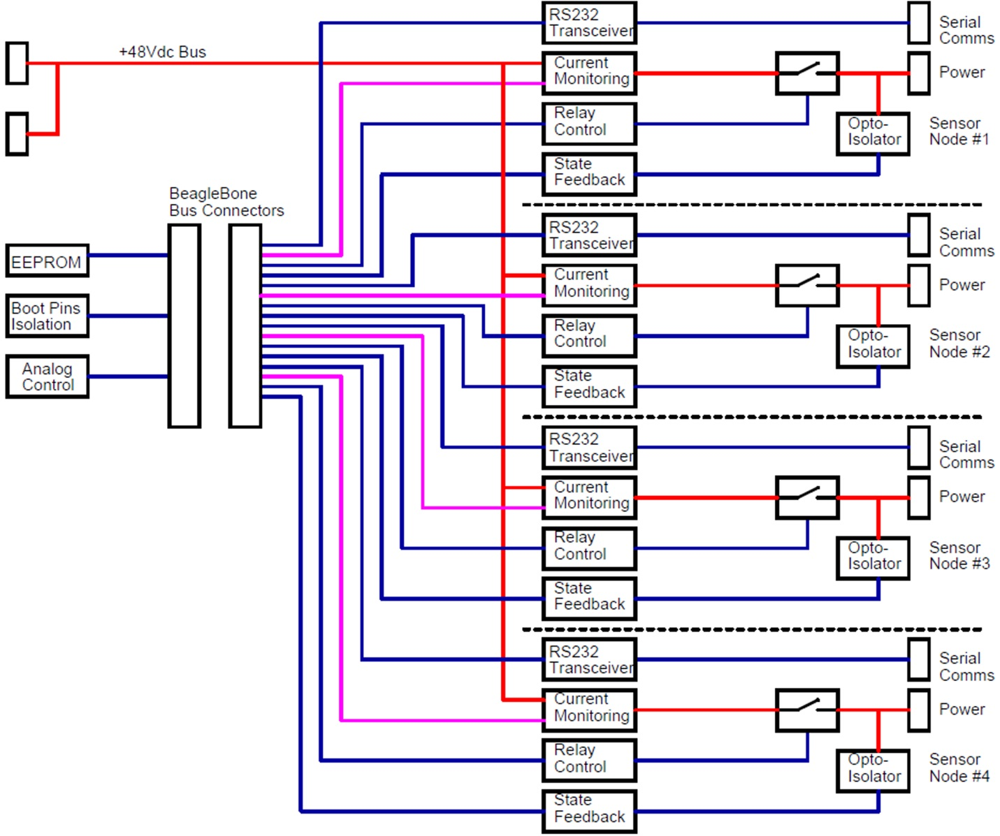 +48Vdc Bus
BeagleBone
Bus Connectors
EEPROM
Boot Pins
Isolation
Analog
Control
RS232
Transceiver
Serial
Comms
Current
Monitoring
Power
Relay
Control
Opto-
Isolator
Sensor
Node #1
State
Feedback
RS232
Transceiver
Serial
Comms
Current
Monitoring
Power
Relay
Control
Opto-
Isolator
Sensor
Node #2
State
Feedback
RS232
Transceiver
Serial
Comms
Current
Monitoring
Power
Relay
Control
Opto-
Isolator
Sensor
Node #3
State
Feedback
RS232
Transceiver
Serial
Comms
Current
Monitoring
Power
Relay
Control
Opto-
Isolator
Sensor
Node #4
State
Feedback